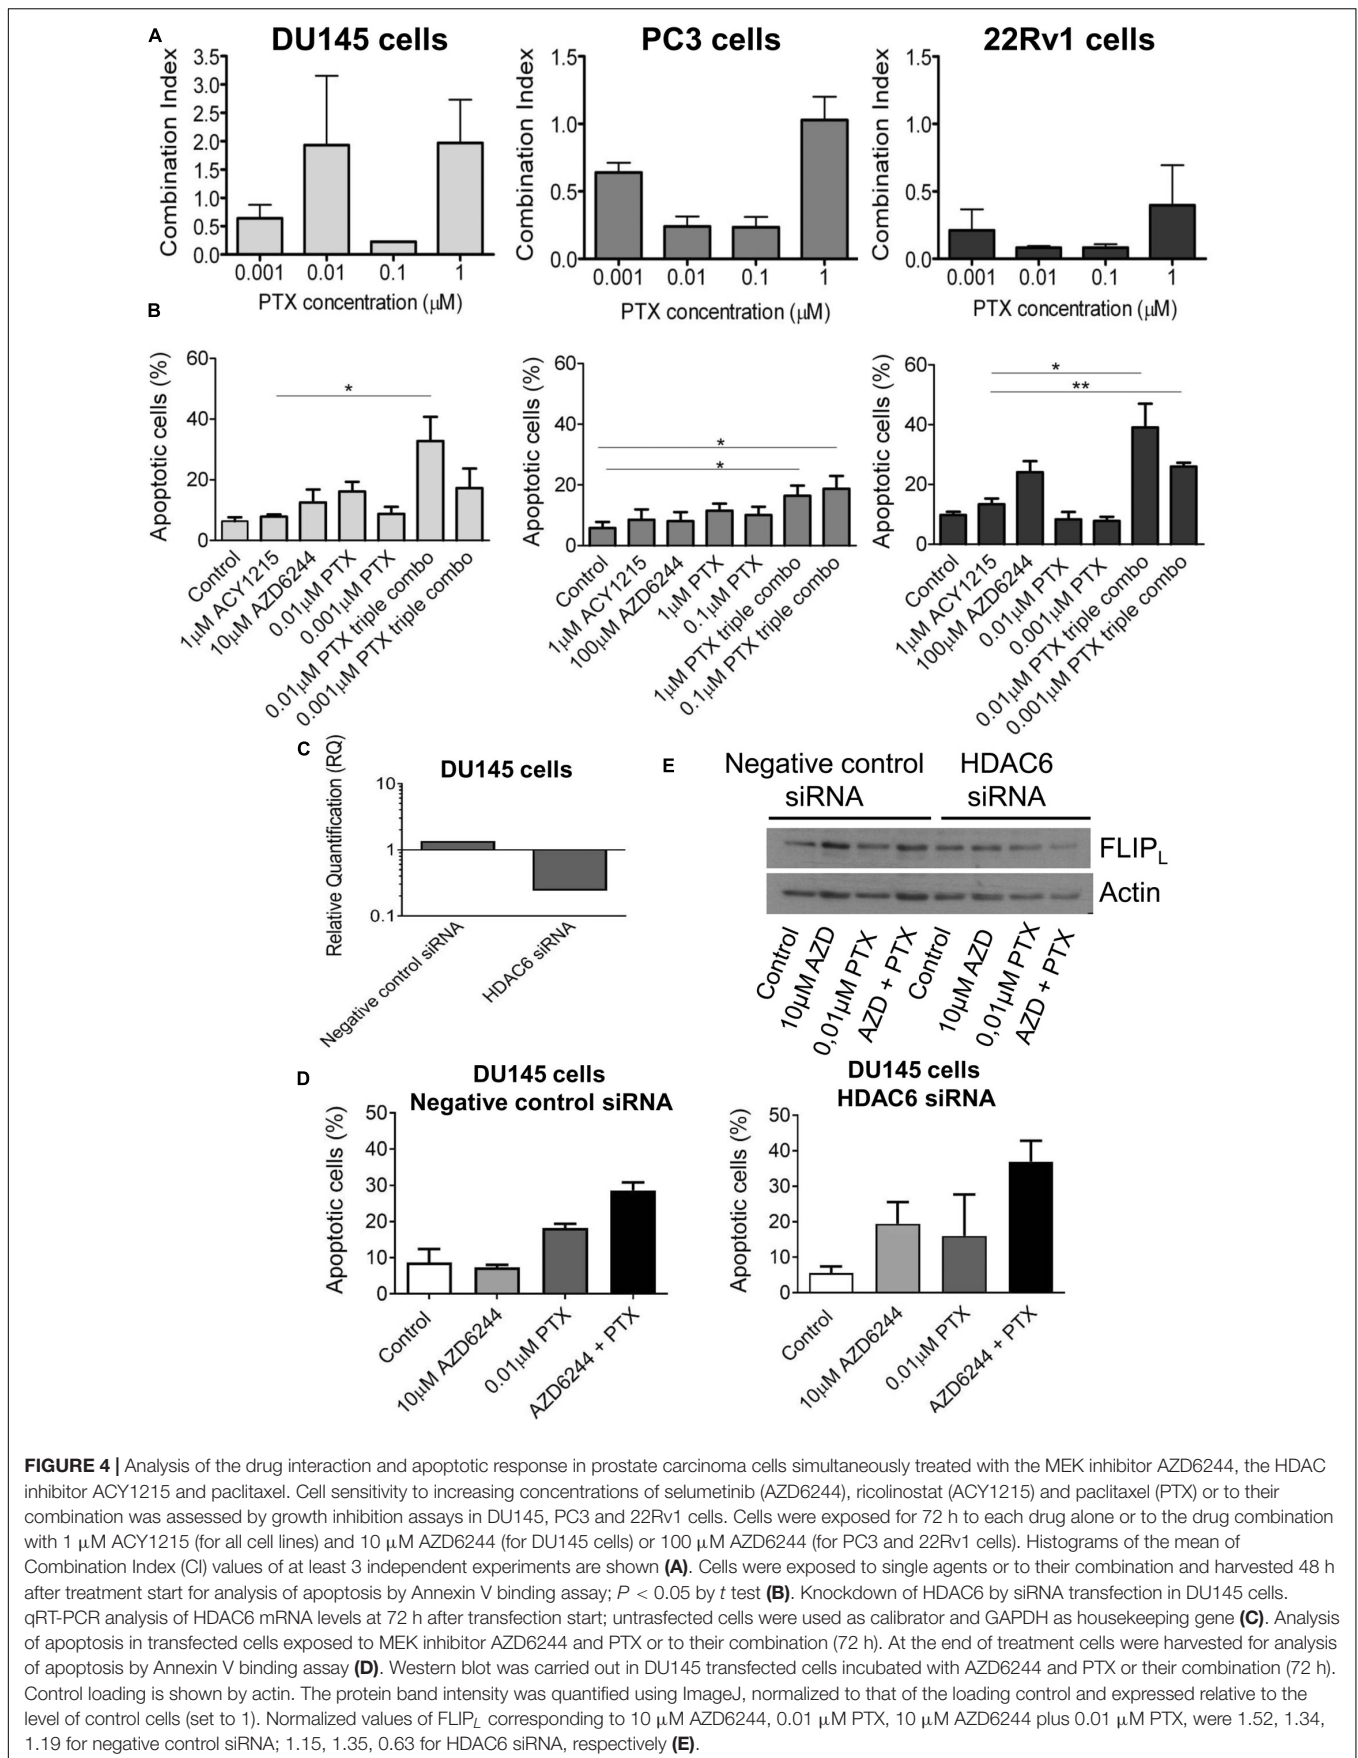 A
DU145 cells
PC3 cells
22Rv1 cells
Combination Index
3.5
3.0
2.5
2.0
1.5
1.0
0.5
0.0
0.001 0.01 0.1 1
PTX concentration (μM)
Combination Index
1.5
1.0
0.5
0.0
0.001 0.01 0.1 1
PTX concentration (μM)
Combination Index
1.5
1.0
0.5
0.0
0.001 0.01 0.1 1
PTX concentration (μM)
B
Apoptotic cells (%)
60
40
20
0
*
Control
1μM ACY1215
10μM AZD6244
0.01μM PTX
0.001μM PTX
0.01μM PTX triple combo
0.001μM PTX triple combo
Apoptotic cells (%)
60
40
20
0
*
*
Control
1μM ACY1215
100μM AZD6244
1μM PTX
0.1μM PTX
1μM PTX triple combo
0.1μM PTX triple combo
Apoptotic cells (%)
60
40
20
0
*
**
Control
1μM ACY1215
100μM AZD6244
0.01μM PTX
0.001μM PTX
0.01μM PTX triple combo
0.001μM PTX triple combo
C
DU145 cells
Relative Quantification (RQ)
10
1
0.1
Negative control siRNA
HDAC6 siRNA
E
Negative control
siRNA
HDAC6
siRNA
FLIPL
Actin
Control
10μM AZD
0,01μM PTX
AZD + PTX
Control
10μM AZD
0,01μM PTX
AZD + PTX
D
DU145 cells
Negative control siRNA
Apoptotic cells (%)
50
40
30
20
10
0
Control
10μM AZD6244
0.01μM PTX
AZD6244 + PTX
DU145 cells
HDAC6 siRNA
Apoptotic cells (%)
50
40
30
20
10
0
Control
10μM AZD6244
0.01μM PTX
AZD6244 + PTX
FIGURE 4 | Analysis of the drug interaction and apoptotic response in prostate carcinoma cells simultaneously treated with the MEK inhibitor AZD6244, the HDAC
inhibitor ACY1215 and paclitaxel. Cell sensitivity to increasing concentrations of selumetinib (AZD6244), ricolinostat (ACY1215) and paclitaxel (PTX) or to their
combination was assessed by growth inhibition assays in DU145, PC3 and 22Rv1 cells. Cells were exposed for 72 h to each drug alone or to the drug combination
with 1 μM ACY1215 (for all cell lines) and 10 μM AZD6244 (for DU145 cells) or 100 μM AZD6244 (for PC3 and 22Rv1 cells). Histograms of the mean of
Combination Index (CI) values of at least 3 independent experiments are shown (A). Cells were exposed to single agents or to their combination and harvested 48 h
after treatment start for analysis of apoptosis by Annexin V binding assay; P < 0.05 by t test (B). Knockdown of HDAC6 by siRNA transfection in DU145 cells.
qRT-PCR analysis of HDAC6 mRNA levels at 72 h after transfection start; untrasfected cells were used as calibrator and GAPDH as housekeeping gene (C). Analysis
of apoptosis in transfected cells exposed to MEK inhibitor AZD6244 and PTX or to their combination (72 h). At the end of treatment cells were harvested for analysis
of apoptosis by Annexin V binding assay (D). Western blot was carried out in DU145 transfected cells incubated with AZD6244 and PTX or their combination (72 h).
Control loading is shown by actin. The protein band intensity was quantified using ImageJ, normalized to that of the loading control and expressed relative to the
level of control cells (set to 1). Normalized values of FLIPL corresponding to 10 μM AZD6244, 0.01 μM PTX, 10 μM AZD6244 plus 0.01 μM PTX, were 1.52, 1.34,
1.19 for negative control siRNA; 1.15, 1.35, 0.63 for HDAC6 siRNA, respectively (E).